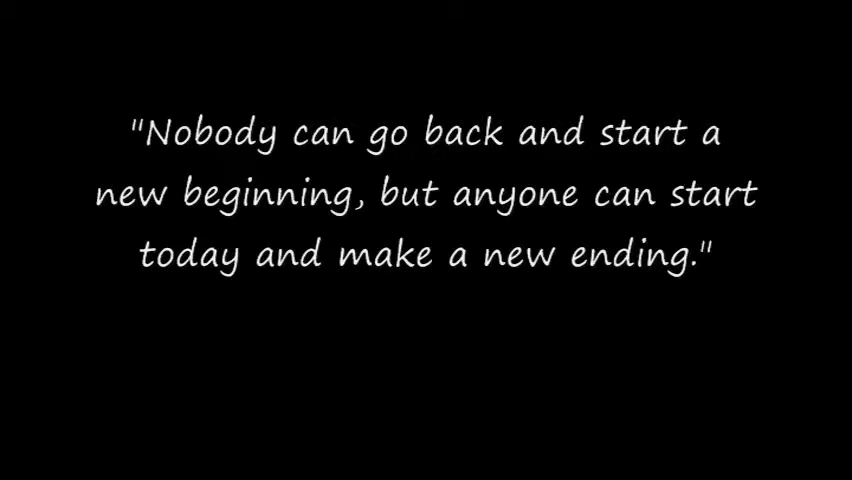 "Nobody can go back and start a
new beginning, but anyone can start
today and make a new ending."